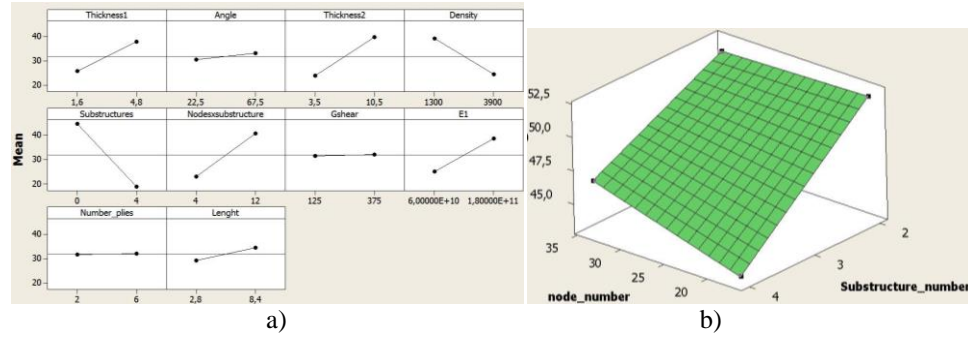 Thickness1 Angle Thickness2 Density
40
30
20
1,6 4,8 22,5 67,5 3,5 10,5 1300 3900
Substructures Nodesxsubstructure Gshear E1
40
30
20
0 4 4 12 125 375 6,00000E+10 1,80000E+11
Number_plies Lenght
40
30
20
2 6 2,8 8,4
Mean
a)
52,5
50,0
47,5
45,0
35
30
25
20
node_number
2
3
4
Substructure_number
b)